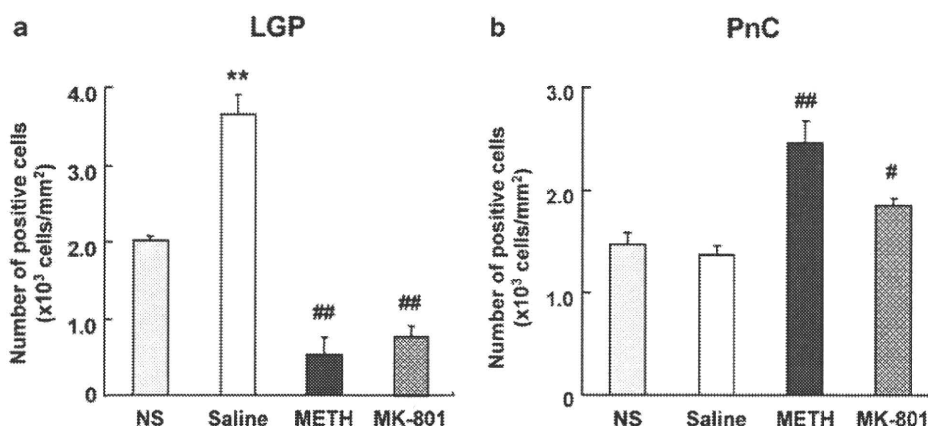 a LGP
Number of positive cells
(x10³ cells/mm²)
4.0
3.0
2.0
1.0
0
**
##
##
NS Saline METH MK-801
b PnC
Number of positive cells
(x10³ cells/mm²)
3.0
2.0
1.0
0
##
#
NS Saline METH MK-801